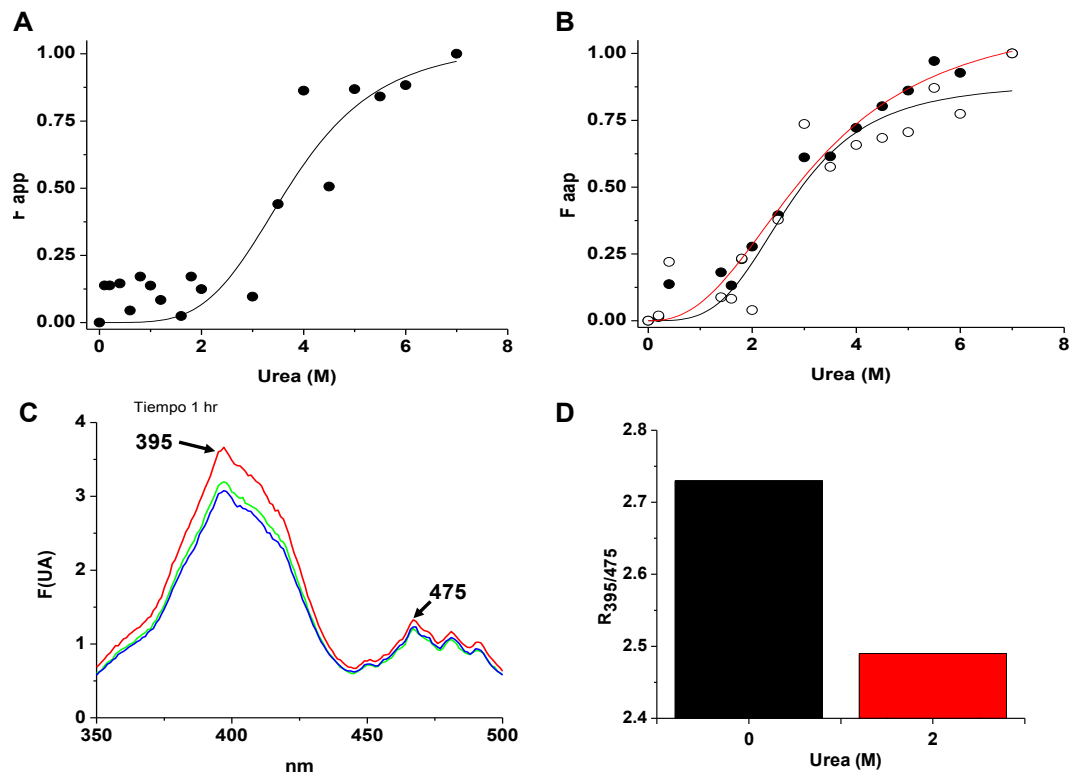 A
1.00
0.75
0.50
0.25
0.00
F app
0 2 4 6 8
Urea (M)
B
1.00
0.75
0.50
0.25
0.00
F aap
0 2 4 6 8
Urea (M)
C
Tiempo 1 hr
4
3
2
1
0
F(UA)
395
475
350 400 450 500
nm
D
2.8
2.7
2.6
2.5
2.4
R395/475
0 2
Urea (M)